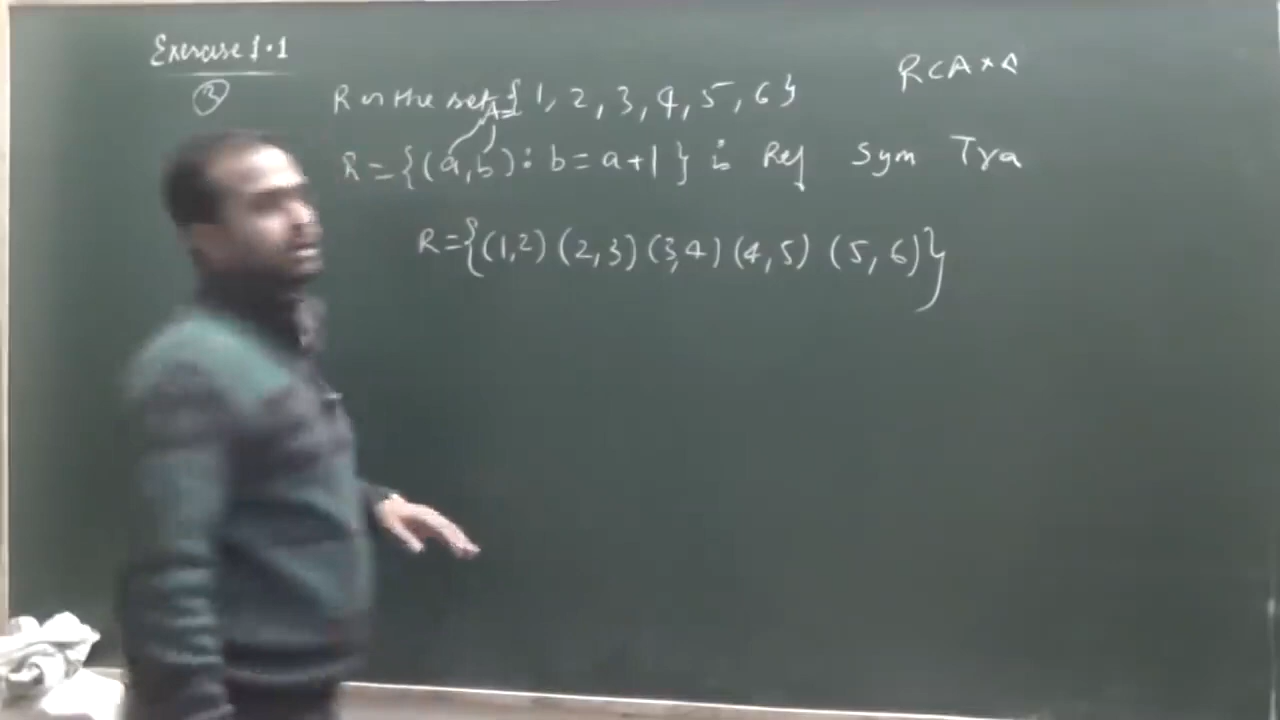 Exercise 1.1
R ⊂ A × A
③
R in the set {1, 2, 3, 4, 5, 6}
A=
R = {(a,b) : b = a+1} is Ref Sym Tra
R={(1,2) (2,3) (3,4) (4,5) (5,6)}